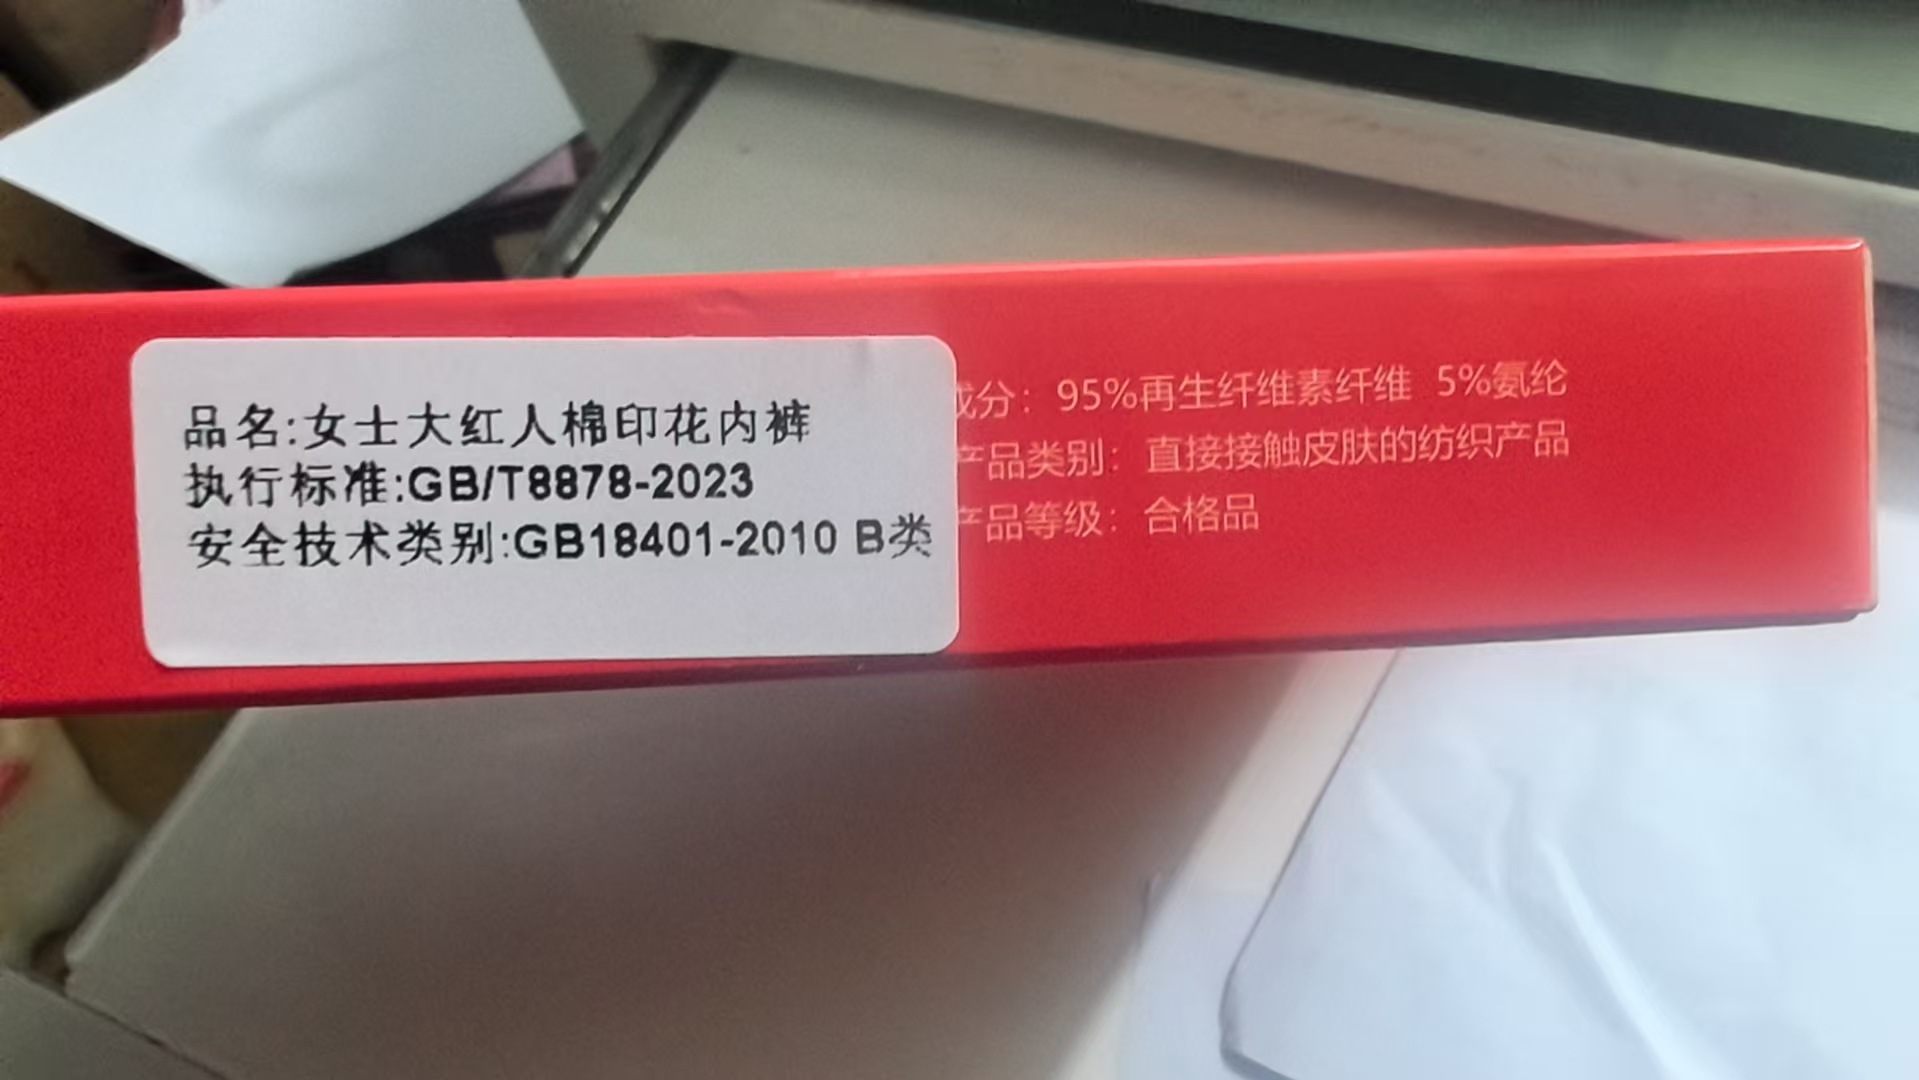 品名:女士大红人棉印花内裤
执行标准:GB/T8878-2023
安全技术类别:GB18401-2010 B类
成分：95%再生纤维素纤维 5%氨纶
产品类别：直接接触皮肤的纺织产品
产品等级：合格品